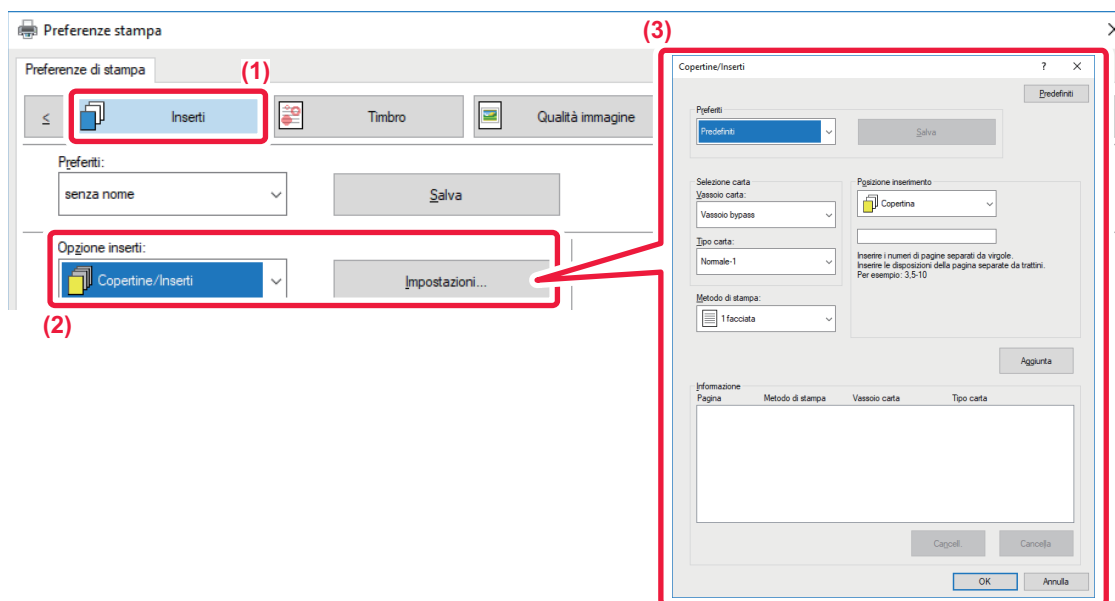 Preferenze stampa
(3)
Preferenze di stampa
(1)
≤
Inserti
Timbro
Qualità immagine
Preferiti:
senza nome
Salva
Opzione inserti:
Copertine/Inserti
Impostazioni...
(2)
Copertine/Inserti
?
Predefiniti
Preferiti
Predefiniti
Salva
Selezione carta
Vassoio carta:
Vassoio bypass
Tipo carta:
Normale-1
Posizione inserimento
Copertina
Inserire i numeri di pagine separati da virgole.
Inserire le disposizioni della pagina separate da trattini.
Per esempio: 3,5-10
Metodo di stampa:
1 facciata
Aggiunta
Informazione
Pagina Metodo di stampa Vassoio carta Tipo carta
Cancell. Cancella
OK Annulla